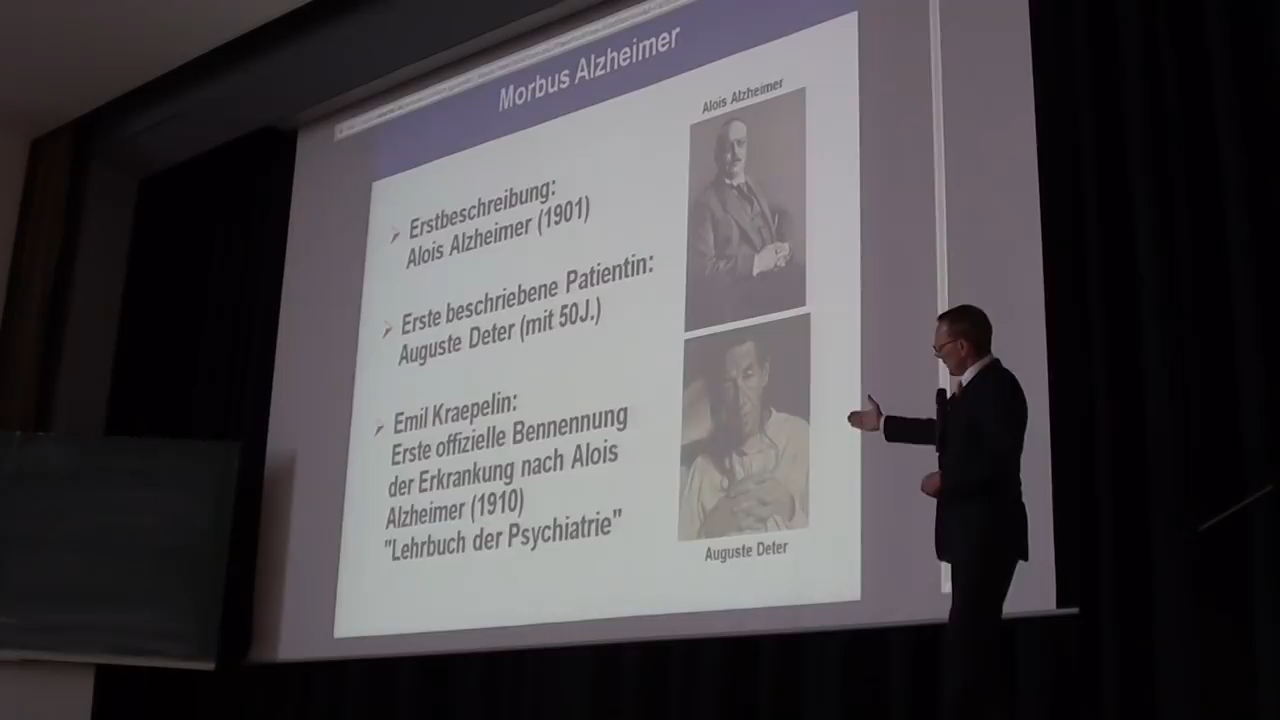 Morbus Alzheimer
Erstbeschreibung:
Alois Alzheimer (1901)
Erste beschriebene Patientin:
Auguste Deter (mit 50J.)
Emil Kraepelin:
Erste offizielle Bennennung
der Erkrankung nach Alois
Alzheimer (1910)
"Lehrbuch der Psychiatrie"
Alois Alzheimer
Auguste Deter